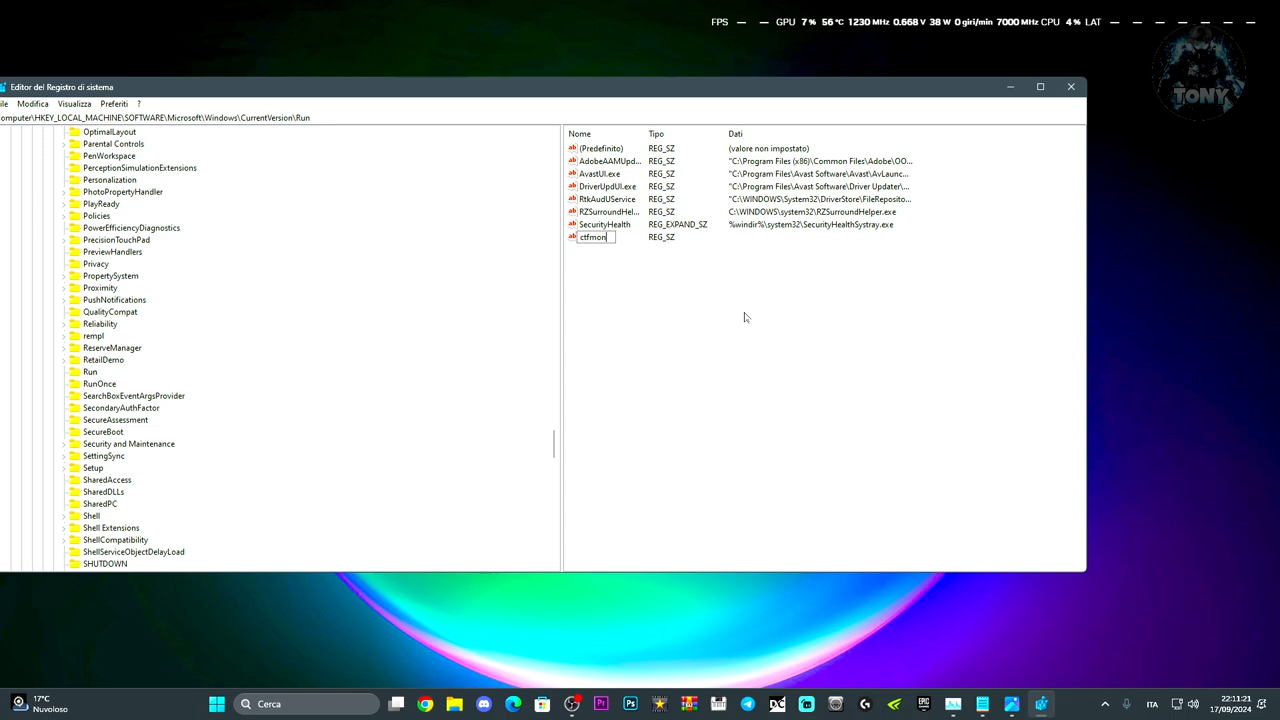 FPS — — GPU 7 % 56 °C 1230 MHz 0.668 V 38 W 0 giri/min 7000 MHz CPU 4 % LAT — — — — — — —
TONY
Editor del Registro di sistema
ile Modifica Visualizza Preferiti ?
omputer\HKEY_LOCAL_MACHINE\SOFTWARE\Microsoft\Windows\CurrentVersion\Run
OptimalLayout
Parental Controls
PenWorkspace
PerceptionSimulationExtensions
Personalization
PhotoPropertyHandler
PlayReady
Policies
PowerEfficiencyDiagnostics
PrecisionTouchPad
PreviewHandlers
Privacy
PropertySystem
Proximity
PushNotifications
QualityCompat
Reliability
rempl
ReserveManager
RetailDemo
Run
RunOnce
SearchBoxEventArgsProvider
SecondaryAuthFactor
SecureAssessment
SecureBoot
Security and Maintenance
SettingSync
Setup
SharedAccess
SharedDLLs
SharedPC
Shell
Shell Extensions
ShellCompatibility
ShellServiceObjectDelayLoad
SHUTDOWN
Nome Tipo Dati
(Predefinito) REG_SZ (valore non impostato)
AdobeAAMUpd... REG_SZ "C:\Program Files (x86)\Common Files\Adobe\OO...
AvastUI.exe REG_SZ "C:\Program Files\Avast Software\Avast\AvLaunc...
DriverUpdUI.exe REG_SZ "C:\Program Files\Avast Software\Driver Updater\...
RtkAudUService REG_SZ "C:\WINDOWS\System32\DriverStore\FileReposito...
RZSurroundHel... REG_SZ C:\WINDOWS\system32\RZSurroundHelper.exe
SecurityHealth REG_EXPAND_SZ %windir%\system32\SecurityHealthSystray.exe
ctfmon REG_SZ
17°C
Nuvoloso
Cerca
ITA
22:11:21
17/09/2024